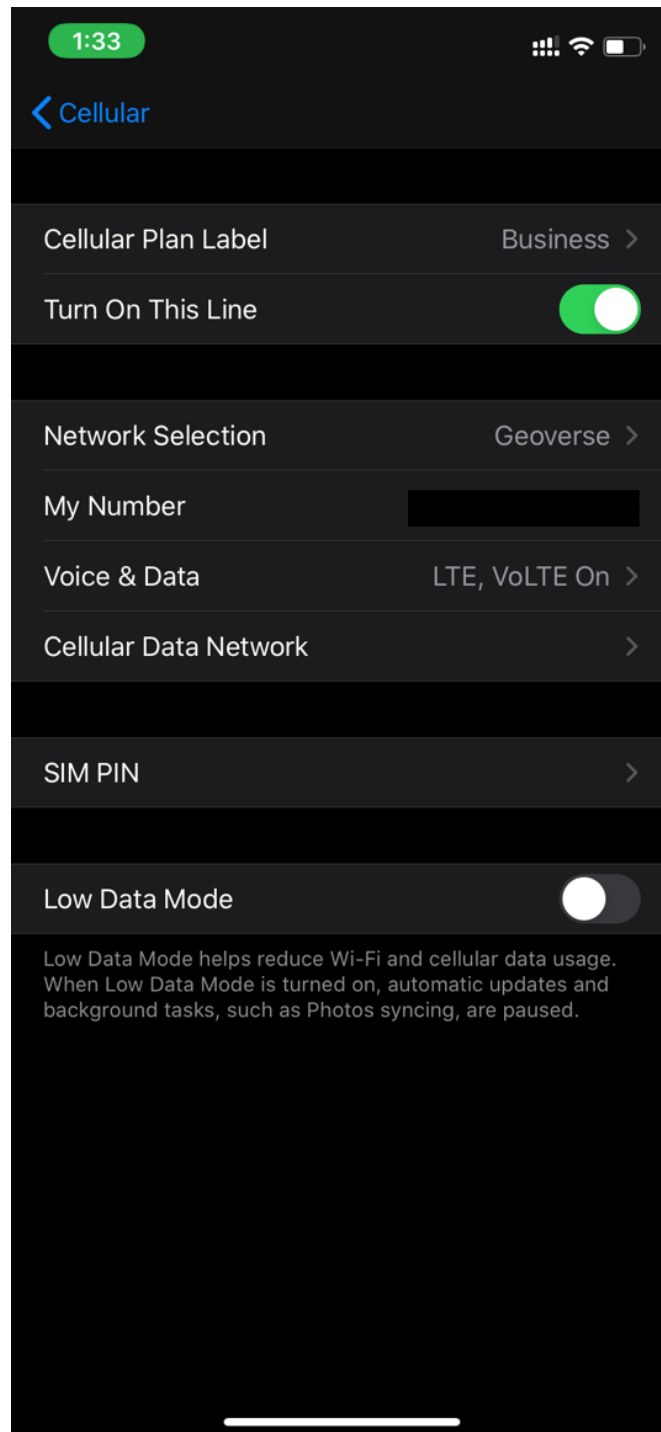 1:33
Cellular
Cellular Plan Label Business
Turn On This Line
Network Selection Geoverse
My Number
Voice & Data LTE, VoLTE On
Cellular Data Network
SIM PIN
Low Data Mode
Low Data Mode helps reduce Wi-Fi and cellular data usage.
When Low Data Mode is turned on, automatic updates and
background tasks, such as Photos syncing, are paused.